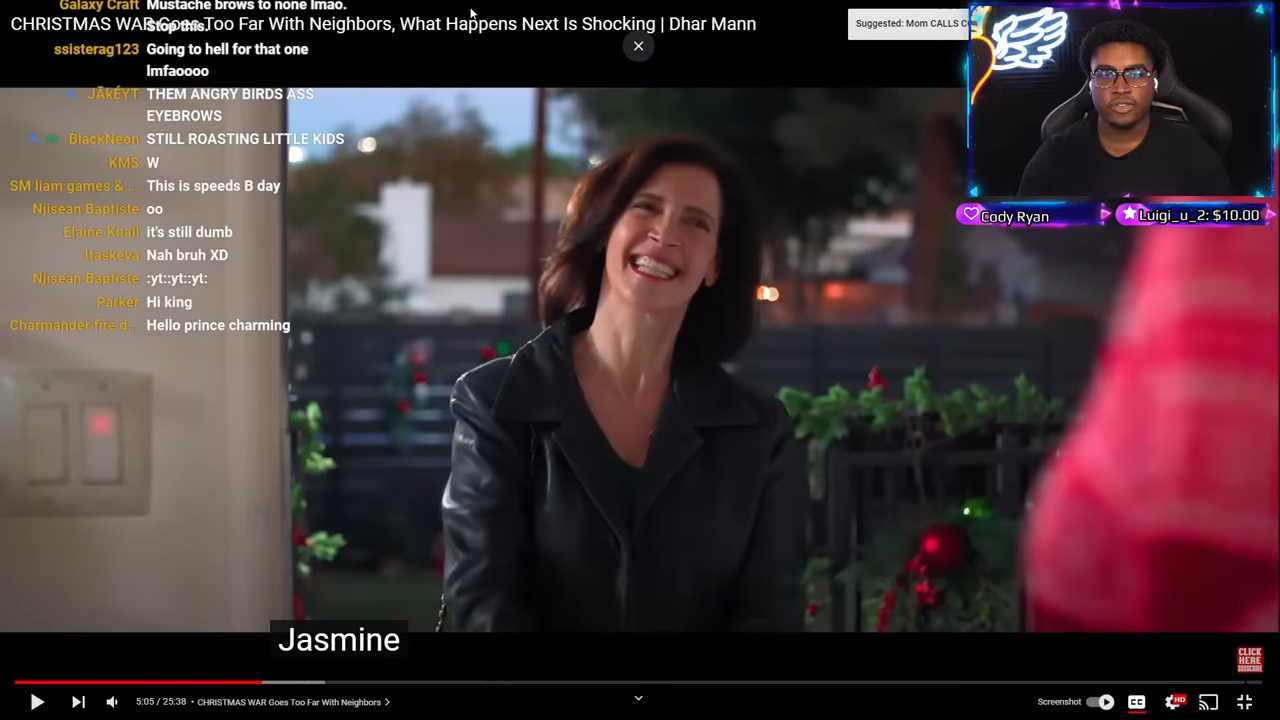 Galaxy Craft Mustache brows to none lmao.
Stop this.
CHRISTMAS WAR Goes Too Far With Neighbors, What Happens Next Is Shocking | Dhar Mann
Suggested: Mom CALLS
ssisterag123 Going to hell for that one
lmfaoooo
JÃkÉYT THEM ANGRY BIRDS ASS
EYEBROWS
BlackNeon STILL ROASTING LITTLE KIDS
KMS W
SM liam games & ... This is speeds B day
Njisean Baptiste oo
Elaine Knall it's still dumb
Itaskeva Nah bruh XD
Njisean Baptiste :yt::yt::yt:
Parker Hi king
Charmander fire d... Hello prince charming
Cody Ryan
Luigi_u_2: $10.00
Jasmine
CLICK
HERE
SUBSCRIBE
5:05 / 25:38 • CHRISTMAS WAR Goes Too Far With Neighbors
Screenshot
CC
HD